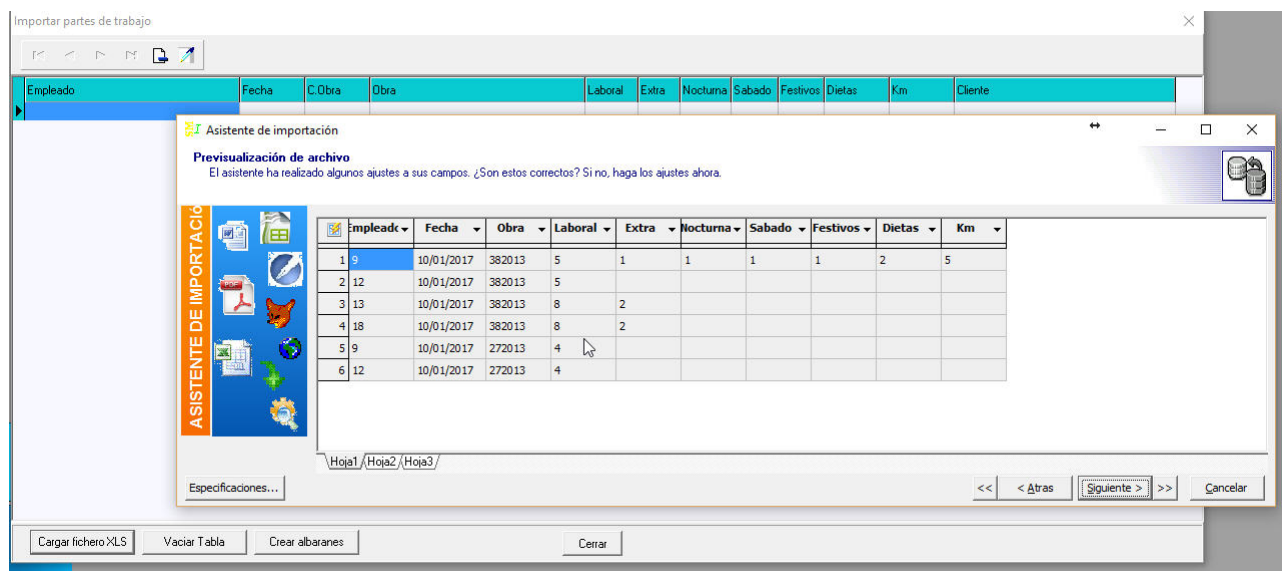 Importar partes de trabajo
Empleado Fecha C.Obra Obra Laboral Extra Nocturna Sabado Festivos Dietas Km Cliente
Asistente de importación
Previsualización de archivo
El asistente ha realizado algunos ajustes a sus campos. ¿Son estos correctos? Si no, haga los ajustes ahora.
ASISTENTE DE IMPORTACIÓ
PDF
Fecha Obra Laboral Extra Nocturna Sabado Festivos Dietas Km
1 9 10/01/2017 382013 5 1 1 1 1 2 5
2 12 10/01/2017 382013 5
3 13 10/01/2017 382013 8 2
4 18 10/01/2017 382013 8 2
5 9 10/01/2017 272013 4
6 12 10/01/2017 272013 4
Hoja1 Hoja2 Hoja3
Especificaciones... << < Atras Siguiente > >> Cancelar
Cargar fichero XLS Vaciar Tabla Crear albaranes Cerrar